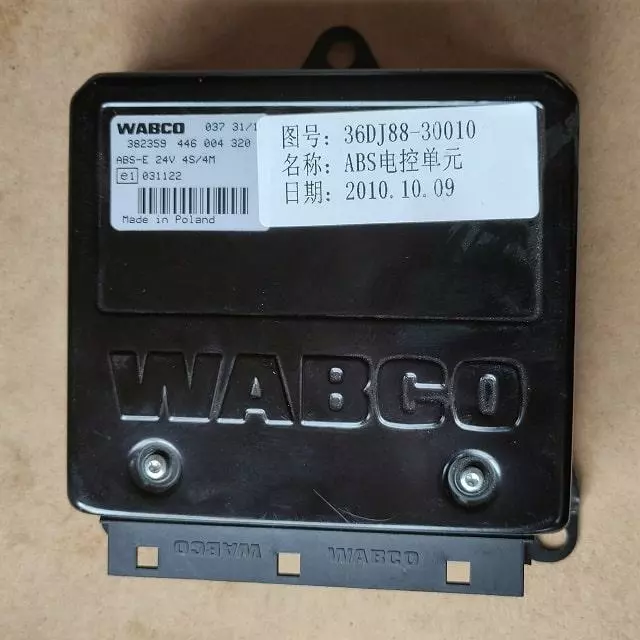 WABCO 037 31/1
382359 446 004 320
ABS-E 24V 4S/4M
e1 031122
Made in Poland
图号：36DJ88-30010
名称：ABS电控单元
日期：2010.10.09
WABCO
WABCO WABCO